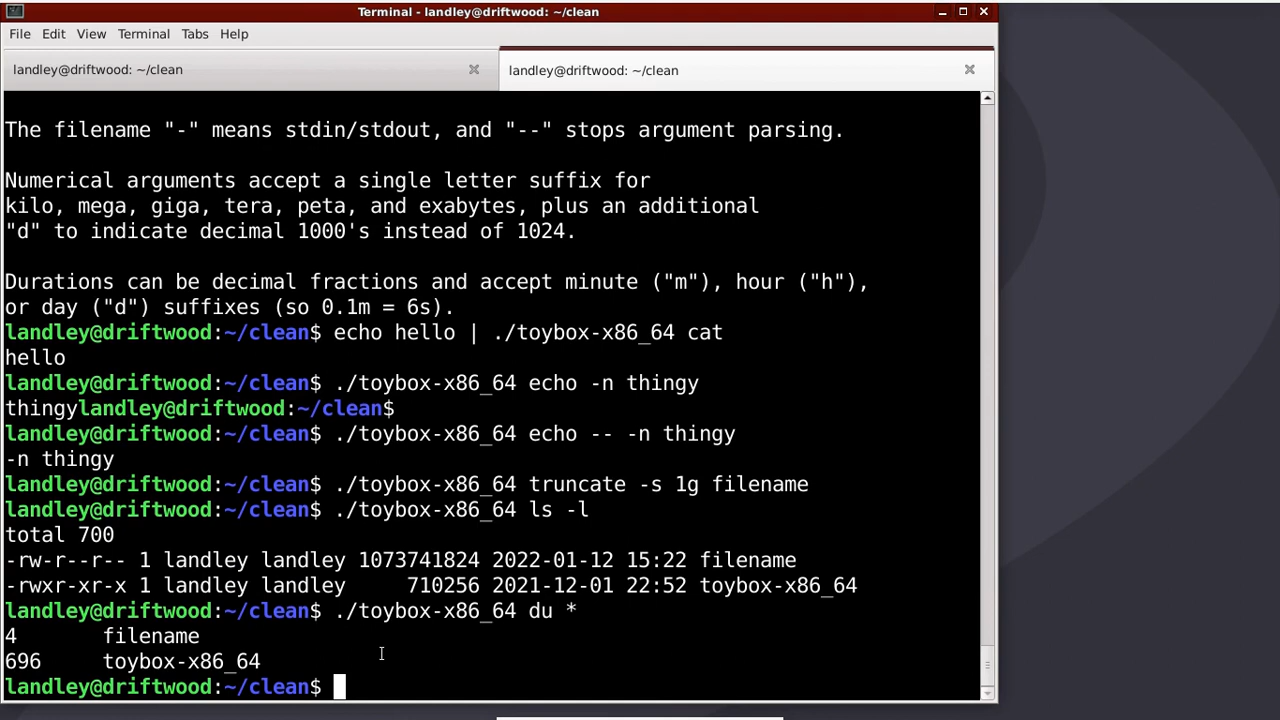 Terminal - landley@driftwood: ~/clean
File Edit View Terminal Tabs Help
landley@driftwood: ~/clean landley@driftwood: ~/clean
The filename "-" means stdin/stdout, and "--" stops argument parsing.
Numerical arguments accept a single letter suffix for
kilo, mega, giga, tera, peta, and exabytes, plus an additional
"d" to indicate decimal 1000's instead of 1024.
Durations can be decimal fractions and accept minute ("m"), hour ("h"),
or day ("d") suffixes (so 0.1m = 6s).
landley@driftwood:~/clean$ echo hello | ./toybox-x86_64 cat
hello
landley@driftwood:~/clean$ ./toybox-x86_64 echo -n thingy
thingylandley@driftwood:~/clean$
landley@driftwood:~/clean$ ./toybox-x86_64 echo -- -n thingy
-n thingy
landley@driftwood:~/clean$ ./toybox-x86_64 truncate -s 1g filename
landley@driftwood:~/clean$ ./toybox-x86_64 ls -l
total 700
-rw-r--r-- 1 landley landley 1073741824 2022-01-12 15:22 filename
-rwxr-xr-x 1 landley landley     710256 2021-12-01 22:52 toybox-x86_64
landley@driftwood:~/clean$ ./toybox-x86_64 du *
4       filename
696     toybox-x86_64
landley@driftwood:~/clean$